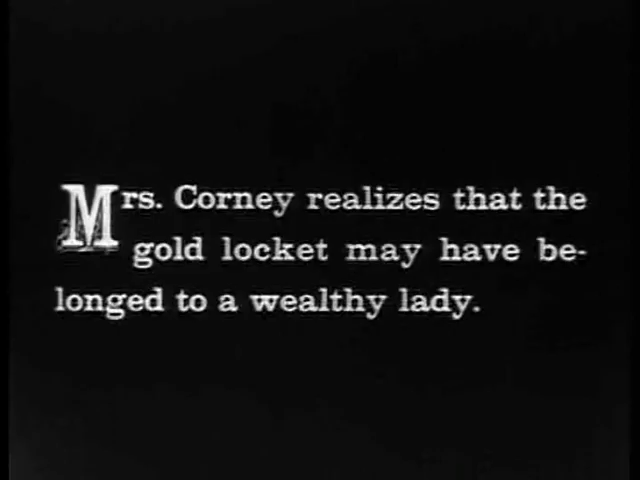 Mrs. Corney realizes that the
gold locket may have be-
longed to a wealthy lady.